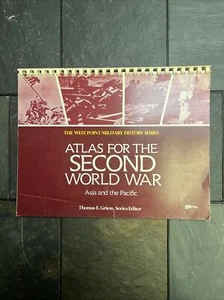 THE WEST POINT MILITARY HISTORY SERIES
ATLAS FOR THE
SECOND
WORLD WAR
Asia and the Pacific
Thomas E. Griess, Series Editor